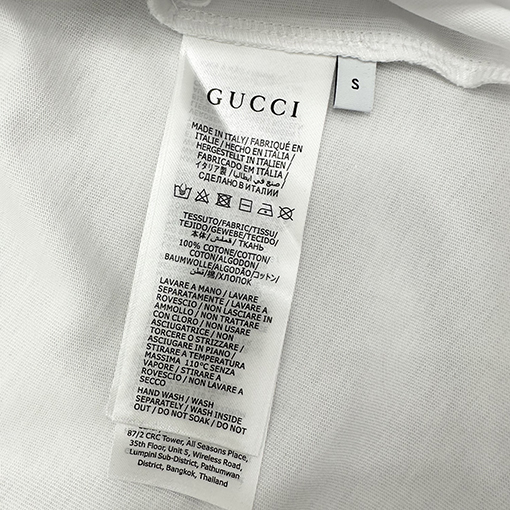 S
GUCCI
MADE IN ITALY/ FABRIQUÉ EN
ITALIE / HECHO EN ITALIA /
HERGESTELLT IN ITALIEN /
FABRICADO EM ITÁLIA /
イタリア製 / صنع في ايطاليا /
СДЕЛАНО В ИТАЛИИ
TESSUTO/ FABRIC/TISSU/
TEJIDO/GEWEBE/TECIDO/
本体/ قماش / ТКАНЬ
100% COTONE/COTTON/
COTON/ALGODON/
BAUMWOLLE/ALGODÃO/コットン/
قطن/棉/ХЛОПОК
LAVARE A MANO / LAVARE
SEPARATAMENTE / LAVARE A
ROVESCIO / NON LASCIARE IN
AMMOLLO / NON TRATTARE
CON CLORO / NON USARE
ASCIUGATRICE / NON
TORCERE O STRIZZARE /
ASCIUGARE IN PIANO /
STIRARE A TEMPERATURA
MASSIMA 110°C SENZA
VAPORE / STIRARE A
ROVESCIO / NON LAVARE A
SECCO
HAND WASH / WASH
SEPARATELY / WASH INSIDE
OUT / DO NOT SOAK / DO NOT
87/2 CRC Tower, All Seasons Place,
35th Floor, Unit 5, Wireless Road,
Lumpini Sub-District, Pathumwan
District, Bangkok, Thailand